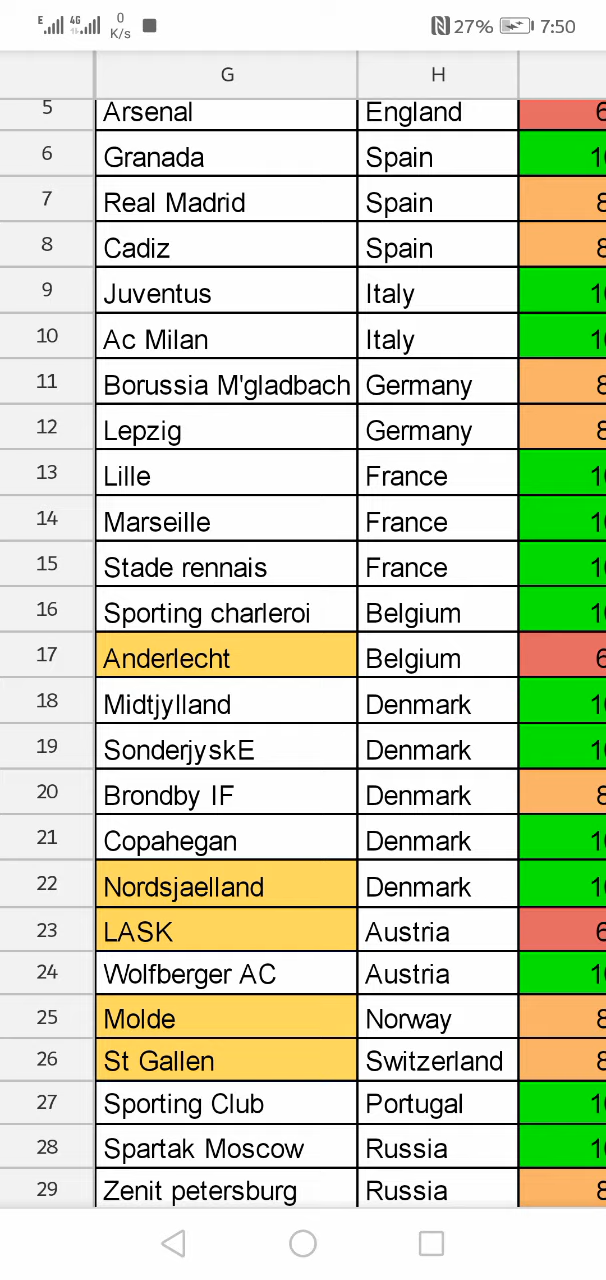 E 4G 0 K/s 27% 7:50
G H
5 Arsenal England
6 Granada Spain
7 Real Madrid Spain
8 Cadiz Spain
9 Juventus Italy
10 Ac Milan Italy
11 Borussia M'gladbach Germany
12 Lepzig Germany
13 Lille France
14 Marseille France
15 Stade rennais France
16 Sporting charleroi Belgium
17 Anderlecht Belgium
18 Midtjylland Denmark
19 SonderjyskE Denmark
20 Brondby IF Denmark
21 Copahegan Denmark
22 Nordsjaelland Denmark
23 LASK Austria
24 Wolfberger AC Austria
25 Molde Norway
26 St Gallen Switzerland
27 Sporting Club Portugal
28 Spartak Moscow Russia
29 Zenit petersburg Russia